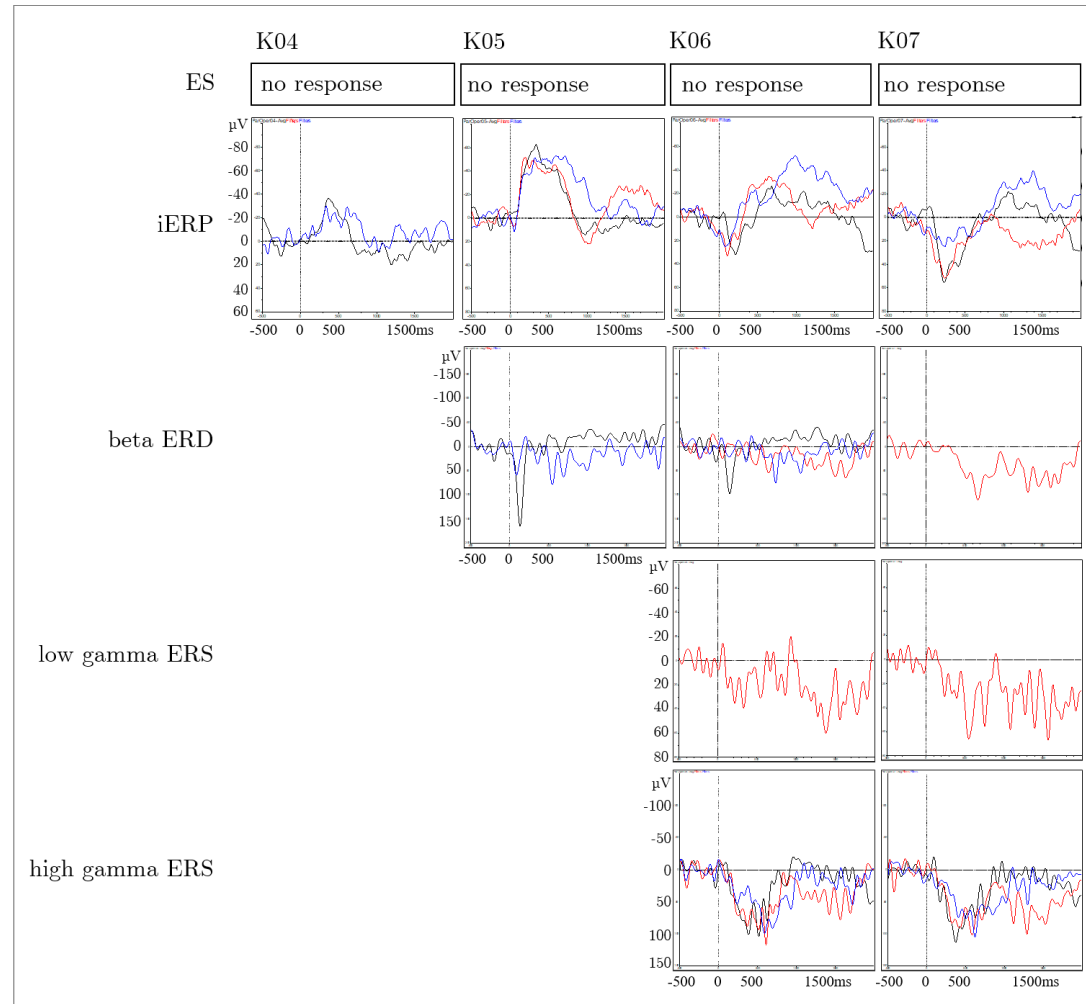 K04 K05 K06 K07
ES no response no response no response no response
µV
-80
-60
-40
-20
iERP 0
20
40
60
-500 0 500 1500ms -500 0 500 1500ms -500 0 500 1500ms -500 0 500 1500ms
µV
-150
-100
-50
beta ERD 0
50
100
150
-500 0 500 1500ms
µV
-60
-40
-20
low gamma ERS 0
20
40
60
80
µV
-100
-50
high gamma ERS 0
50
100
150
-500 0 500 1500ms -500 0 500 1500ms